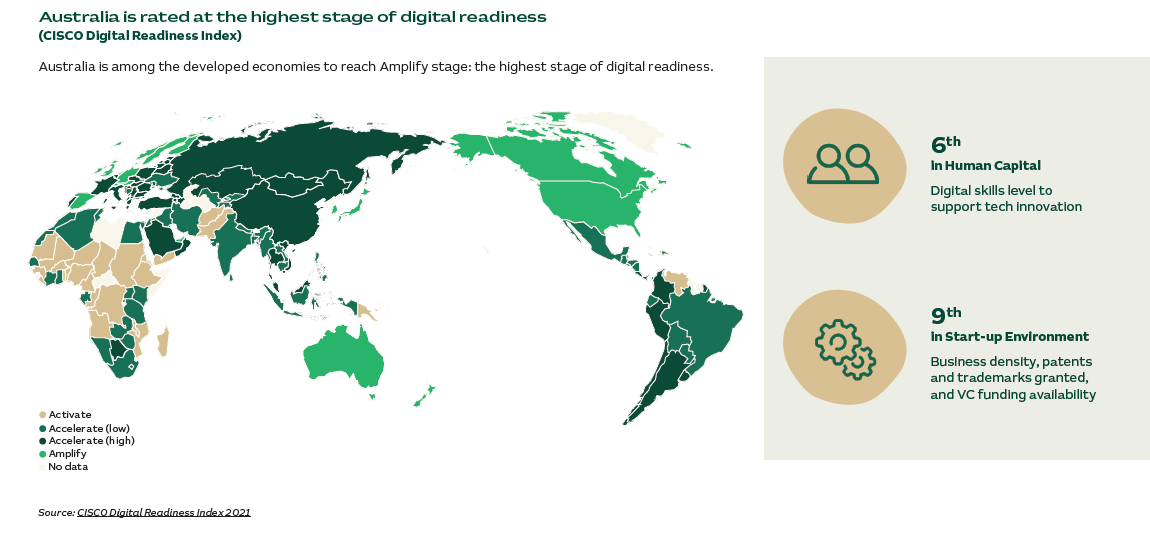 Australia is rated at the highest stage of digital readiness
(CISCO Digital Readiness Index)
Australia is among the developed economies to reach Amplify stage: the highest stage of digital readiness.
6th
in Human Capital
Digital skills level to
support tech innovation
9th
in Start-up Environment
Business density, patents
and trademarks granted,
and VC funding availability
Activate
Accelerate (low)
Accelerate (high)
Amplify
No data
Source: CISCO Digital Readiness Index 2021